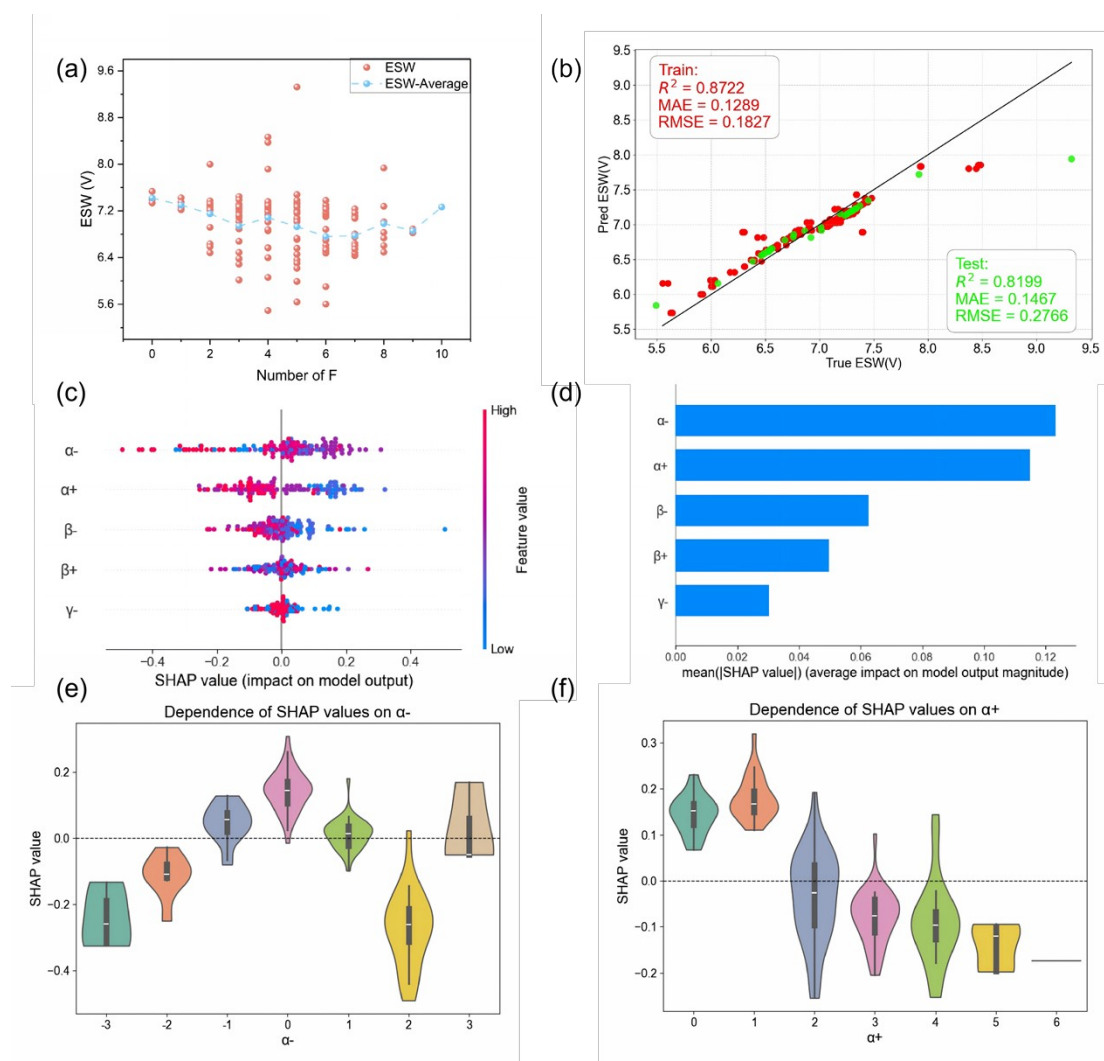 (a)
ESW
ESW-Average
9.6
8.8
8.0
7.2
6.4
5.6
ESW (V)
0 2 4 6 8 10
Number of F
(b)
Train:
R² = 0.8722
MAE = 0.1289
RMSE = 0.1827
Test:
R² = 0.8199
MAE = 0.1467
RMSE = 0.2766
9.5
9.0
8.5
8.0
7.5
7.0
6.5
6.0
5.5
Pred ESW(V)
5.5 6.0 6.5 7.0 7.5 8.0 8.5 9.0 9.5
True ESW(V)
(c)
α-
α+
β-
β+
γ-
High
Feature value
Low
−0.4 −0.2 0.0 0.2 0.4
SHAP value (impact on model output)
(d)
α-
α+
β-
β+
γ-
0.00 0.02 0.04 0.06 0.08 0.10 0.12
mean(|SHAP value|) (average impact on model output magnitude)
(e)
Dependence of SHAP values on α-
0.2
0.0
−0.2
−0.4
SHAP value
-3 -2 -1 0 1 2 3
α-
(f)
Dependence of SHAP values on α+
0.3
0.2
0.1
0.0
−0.1
−0.2
SHAP value
0 1 2 3 4 5 6
α+